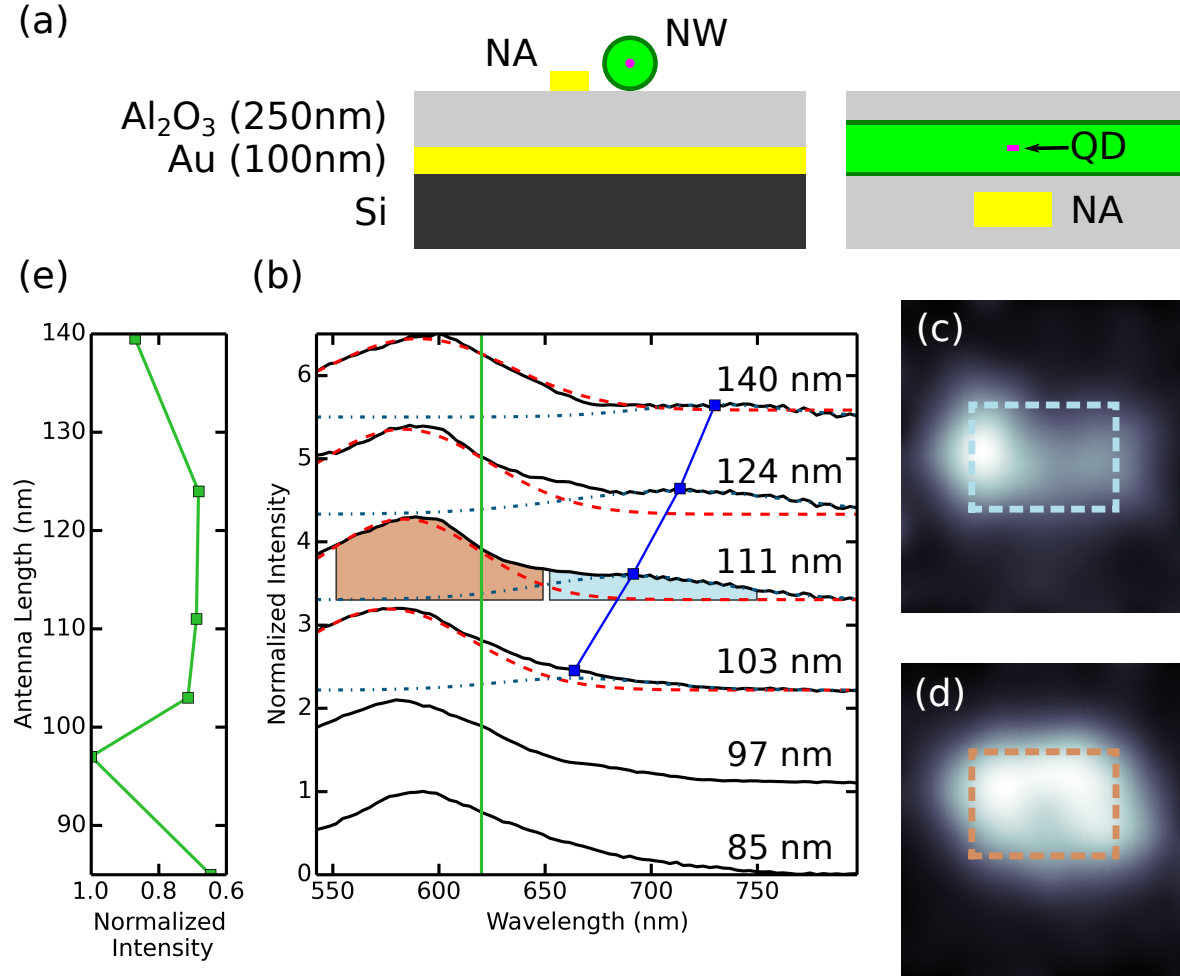 (a)
NA
NW
Al₂O₃ (250nm)
Au (100nm)
Si
QD
NA
(e)
Antenna Length (nm)
140
130
120
110
100
90
1.0 0.8 0.6
Normalized
Intensity
(b)
Normalized Intensity
6
5
4
3
2
1
0
140 nm
124 nm
111 nm
103 nm
97 nm
85 nm
550 600 650 700 750
Wavelength (nm)
(c)
(d)